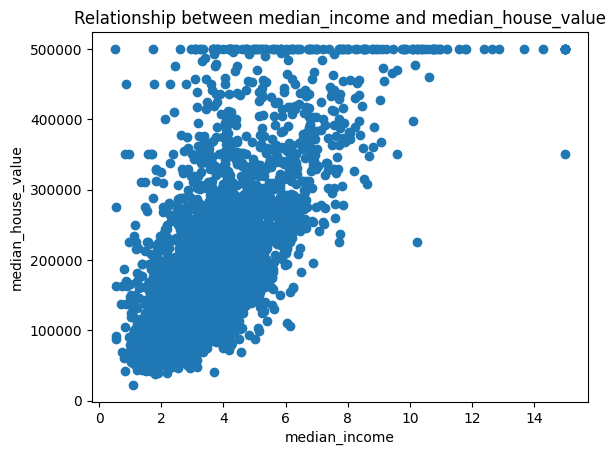 Relationship between median_income and median_house_value
500000
400000
300000
200000
100000
0
median_house_value
0 2 4 6 8 10 12 14
median_income